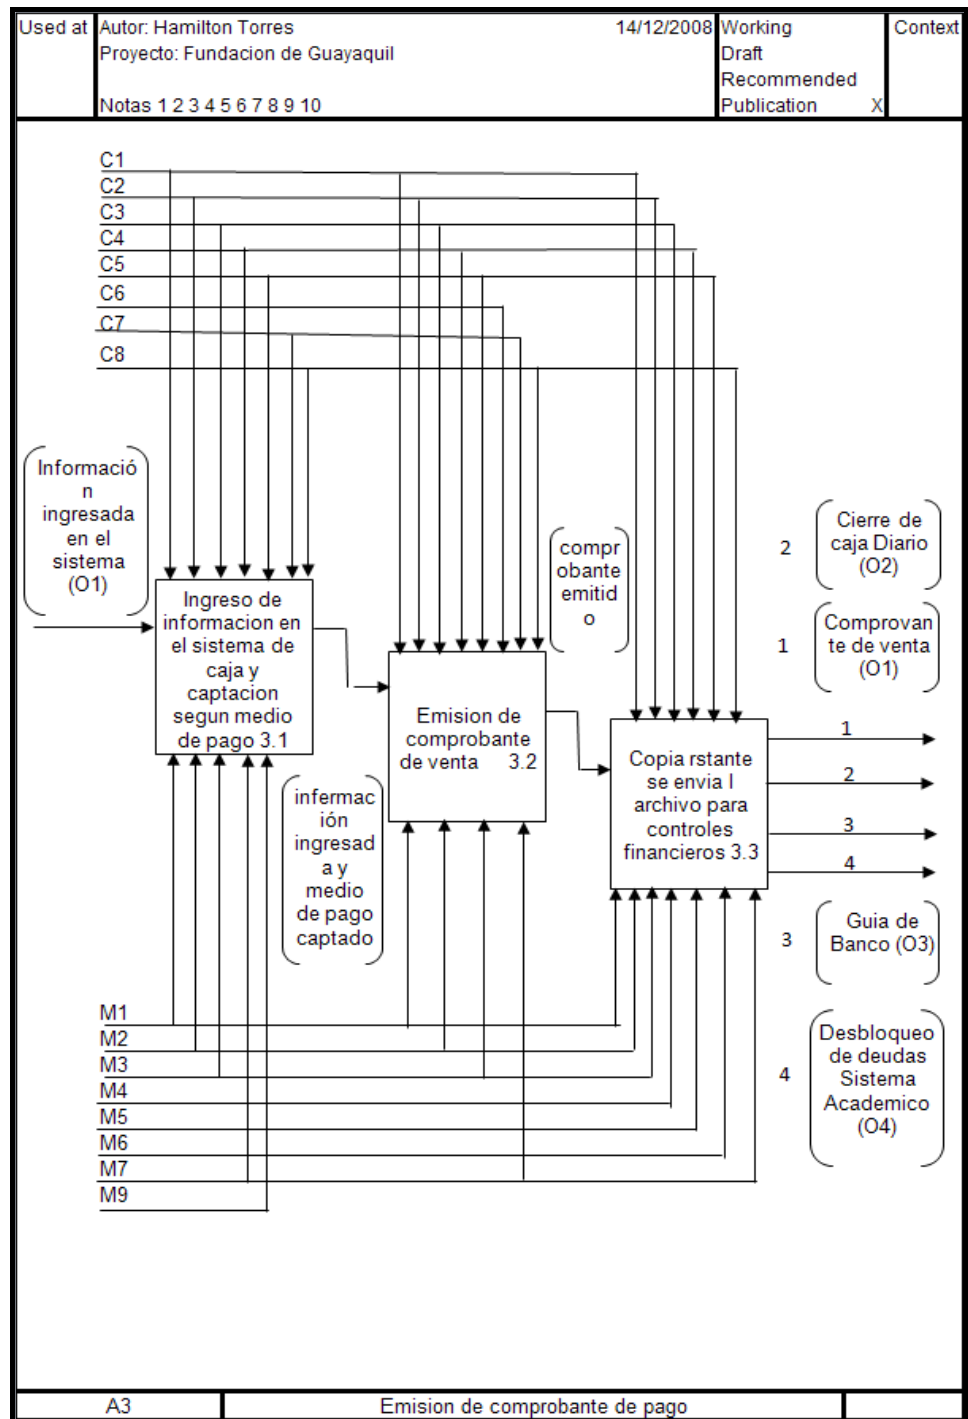 Used at
Autor: Hamilton Torres
14/12/2008
Proyecto: Fundacion de Guayaquil
Notas 1 2 3 4 5 6 7 8 9 10
Working
Draft
Recommended
Publication X
Context
C1
C2
C3
C4
C5
C6
C7
C8
Informació
n
ingresada
en el
sistema
(O1)
Ingreso de
informacion en
el sistema de
caja y
captacion
segun medio
de pago 3.1
infermac
ión
ingresad
a y
medio
de pago
captado
Emision de
comprobante
de venta 3.2
compr
obante
emitid
o
Copia rstante
se envia l
archivo para
controles
financieros 3.3
2
Cierre de
caja Diario
(O2)
1
Comprovan
te de venta
(O1)
1
2
3
4
3
Guia de
Banco (O3)
4
Desbloqueo
de deudas
Sistema
Academico
(O4)
M1
M2
M3
M4
M5
M6
M7
M9
A3
Emision de comprobante de pago